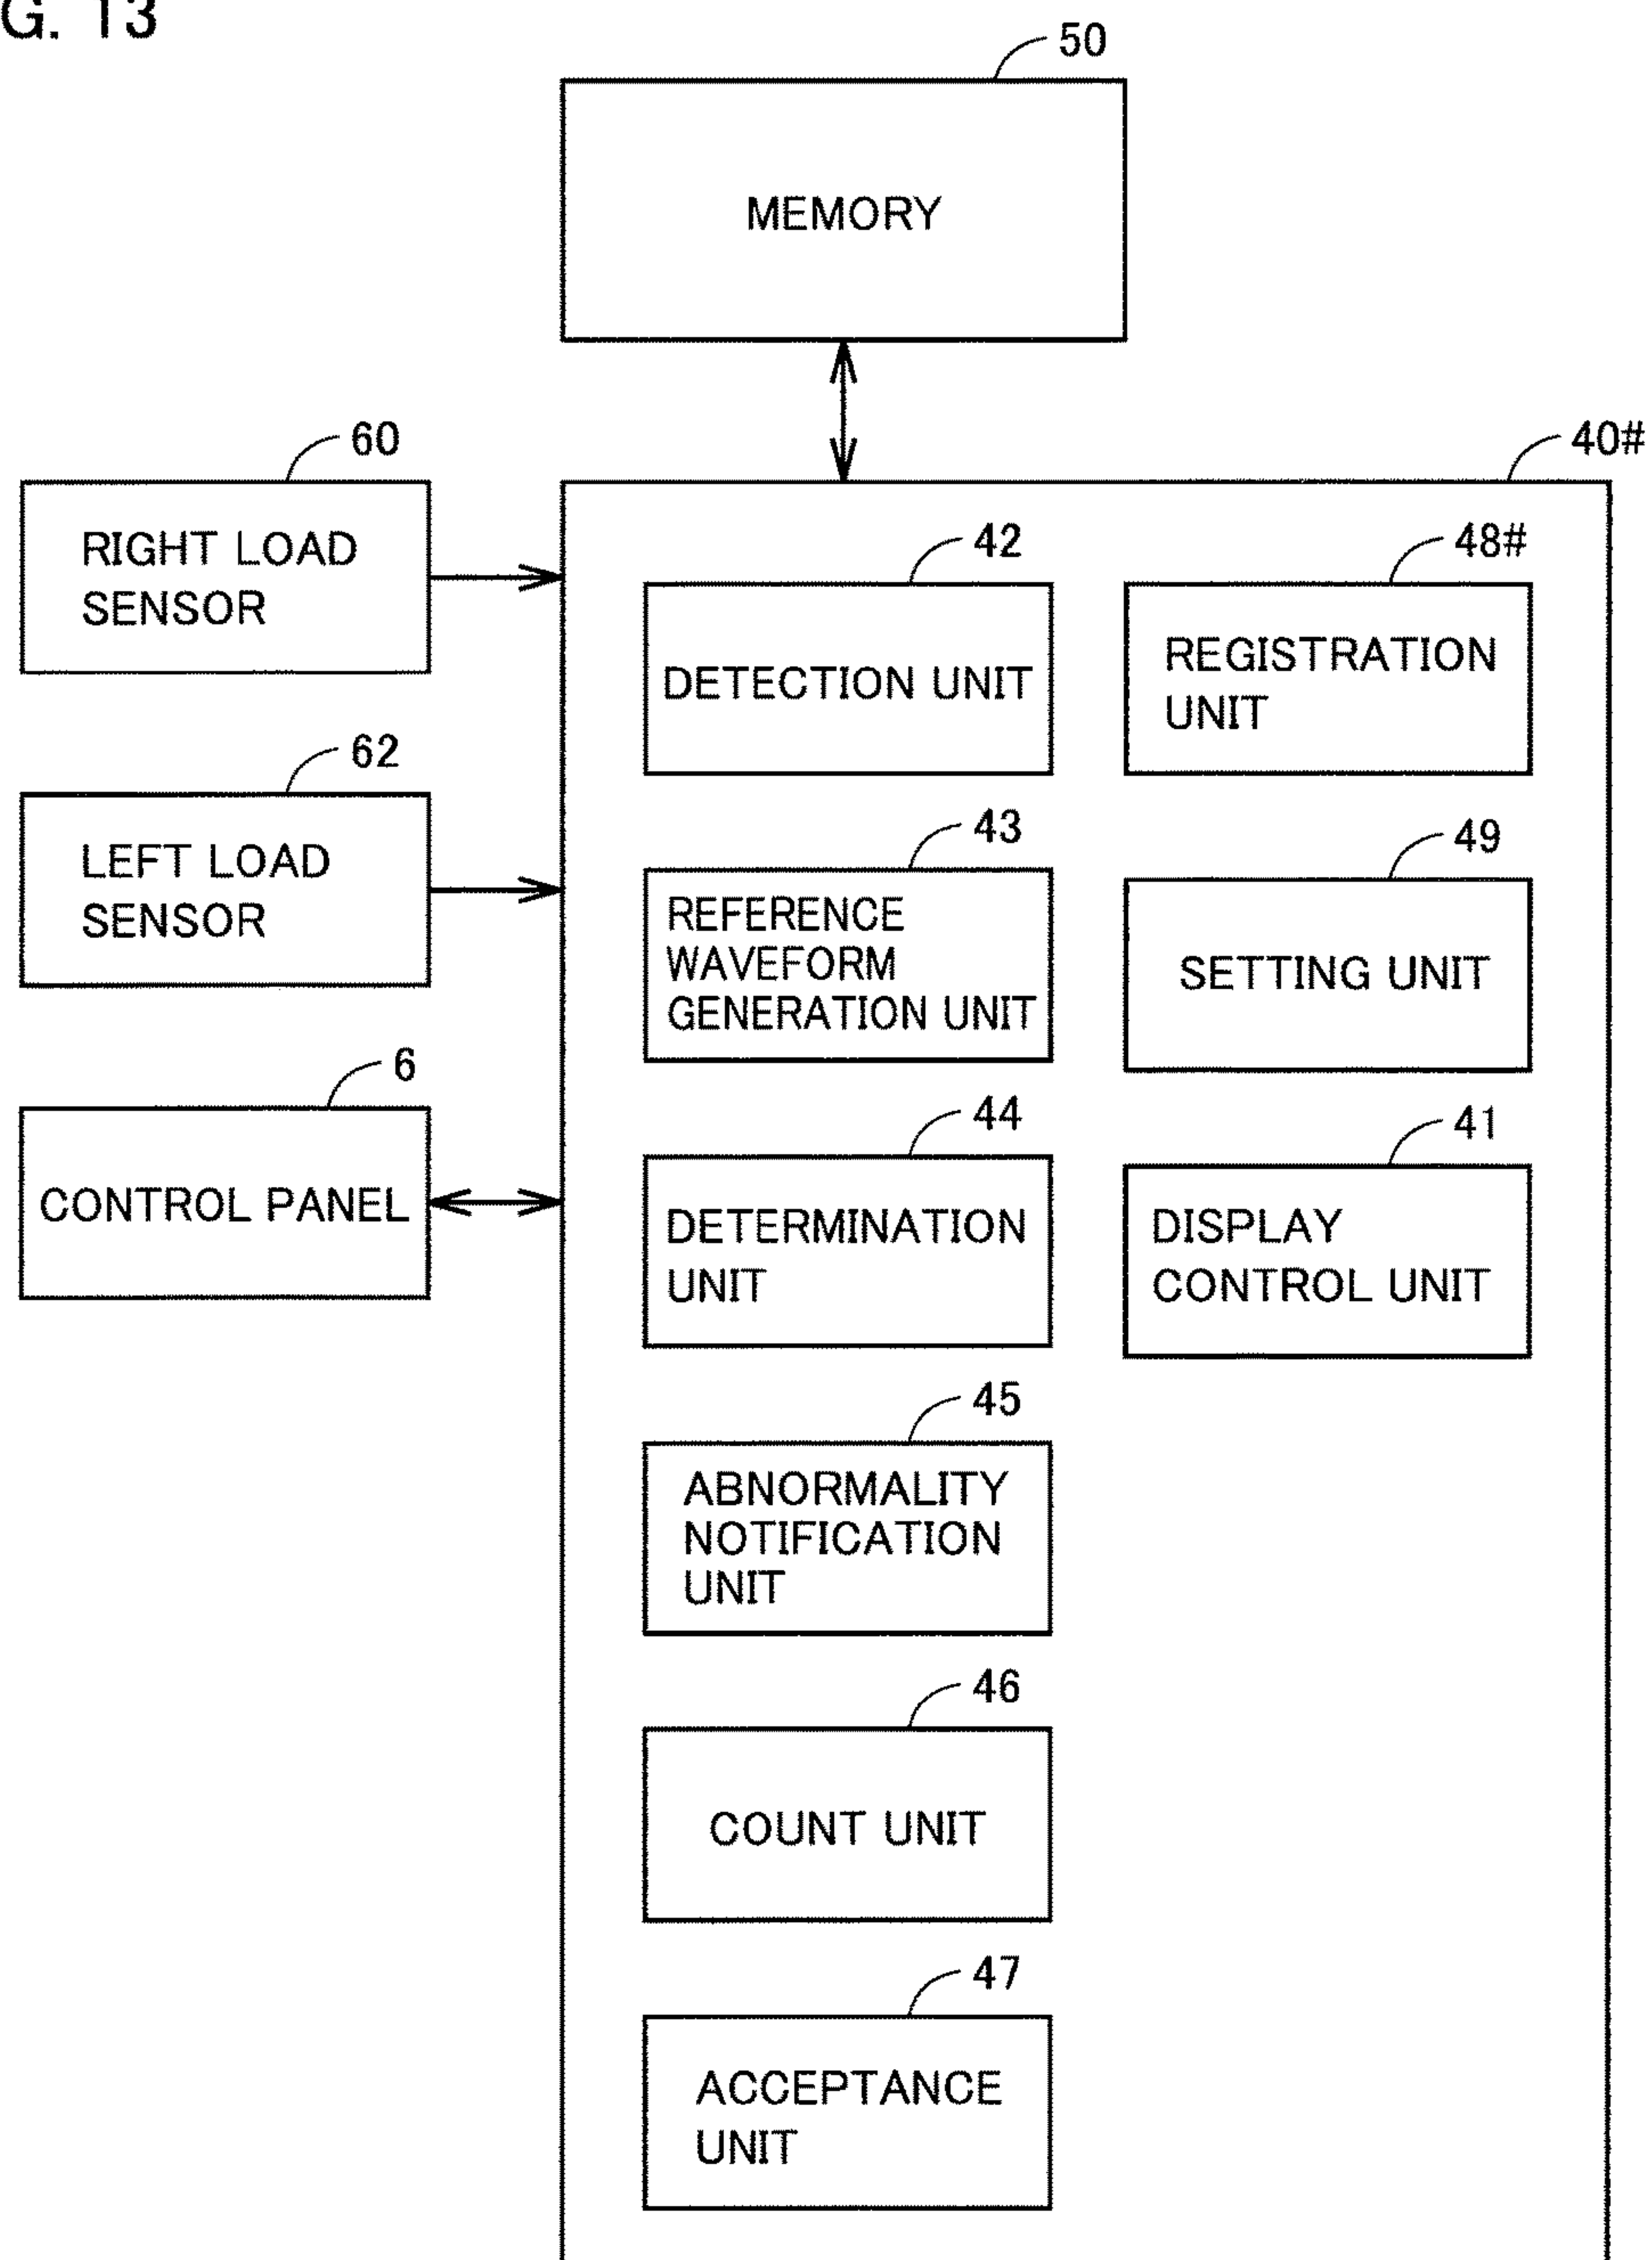 G. 13
50
MEMORY
60
40#
RIGHT LOAD
SENSOR
42
48#
DETECTION UNIT
REGISTRATION
UNIT
62
LEFT LOAD
SENSOR
43
49
REFERENCE
WAVEFORM
GENERATION UNIT
SETTING UNIT
6
CONTROL PANEL
44
41
DETERMINATION
UNIT
DISPLAY
CONTROL UNIT
45
ABNORMALITY
NOTIFICATION
UNIT
46
COUNT UNIT
47
ACCEPTANCE
UNIT